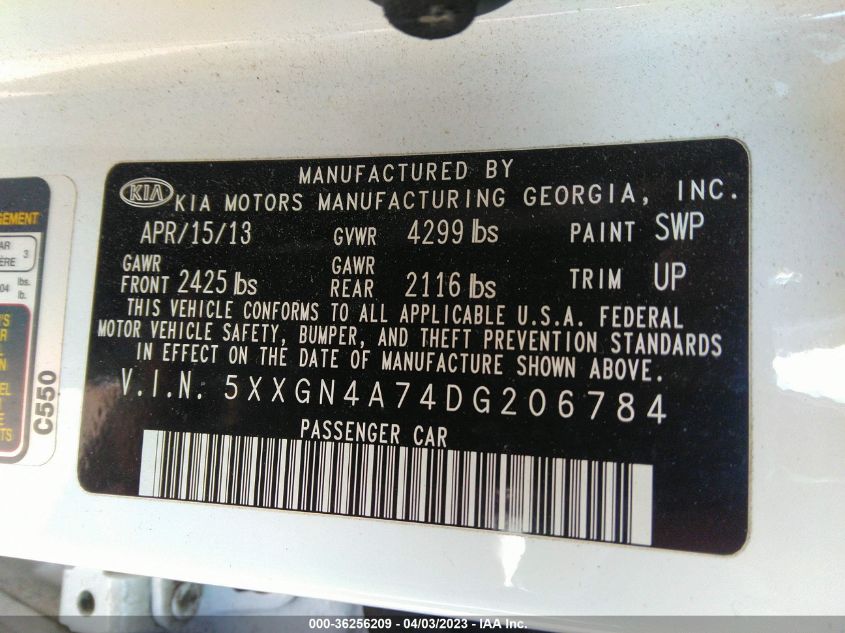 MANUFACTURED BY
KIA KIA MOTORS MANUFACTURING GEORGIA, INC.
APR/15/13 GVWR 4299 lbs PAINT SWP
GAWR FRONT 2425 lbs GAWR REAR 2116 lbs TRIM UP
THIS VEHICLE CONFORMS TO ALL APPLICABLE U.S.A. FEDERAL
MOTOR VEHICLE SAFETY, BUMPER, AND THEFT PREVENTION STANDARDS
IN EFFECT ON THE DATE OF MANUFACTURE SHOWN ABOVE.
V.I.N. 5XXGN4A74DG206784
PASSENGER CAR
C550
000-36256209 - 04/03/2023 - IAA Inc.